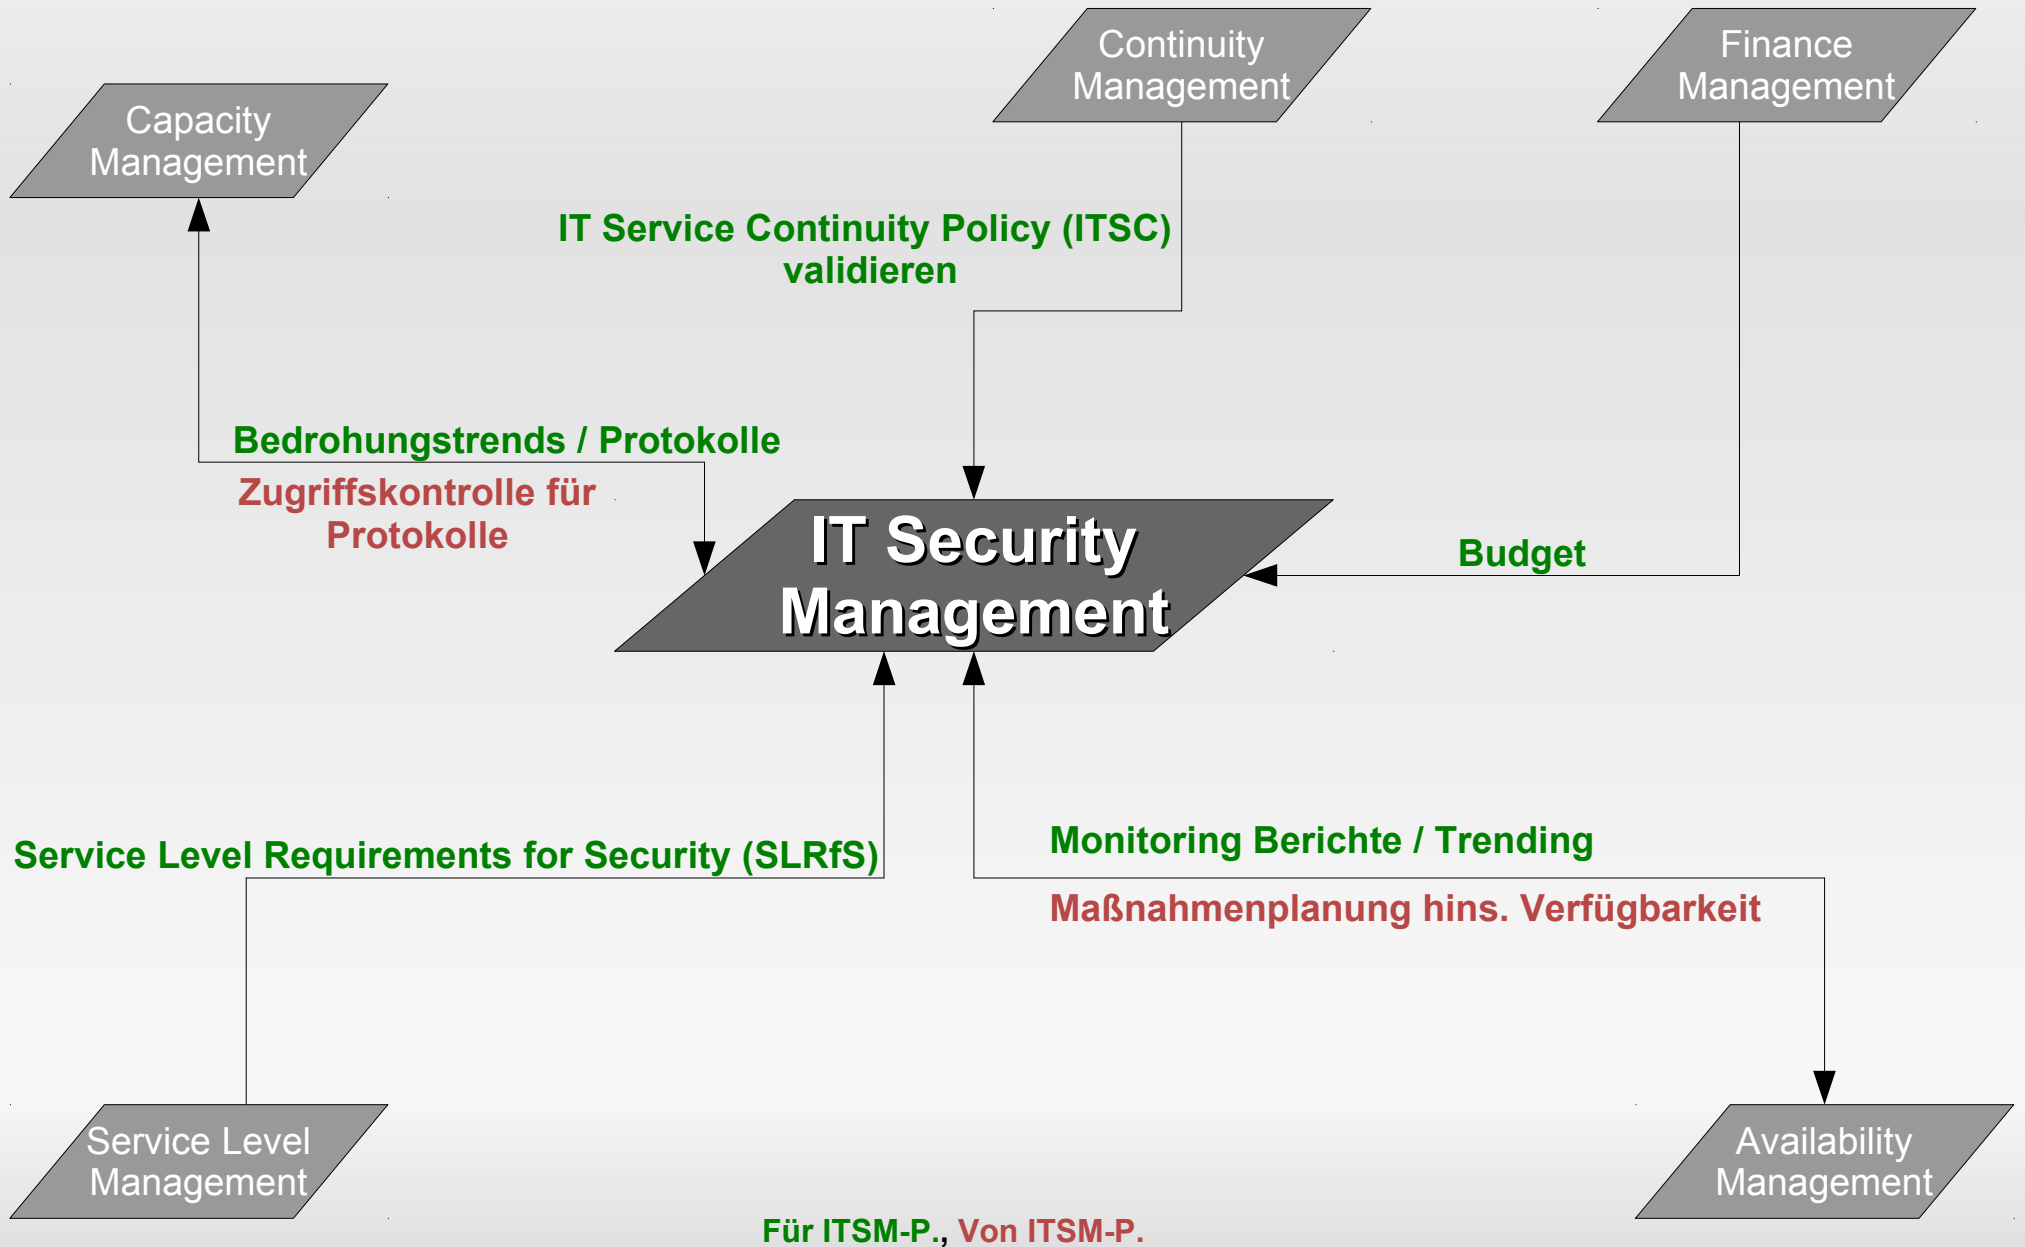 Continuity
Management
Finance
Management
Capacity
Management
IT Service Continuity Policy (ITSC)
validieren
Bedrohungstrends / Protokolle
Zugriffskontrolle für
Protokolle
IT Security
Management
Budget
Service Level Requirements for Security (SLRfS)
Monitoring Berichte / Trending
Maßnahmenplanung hins. Verfügbarkeit
Service Level
Management
Availability
Management
Für ITSM-P., Von ITSM-P.